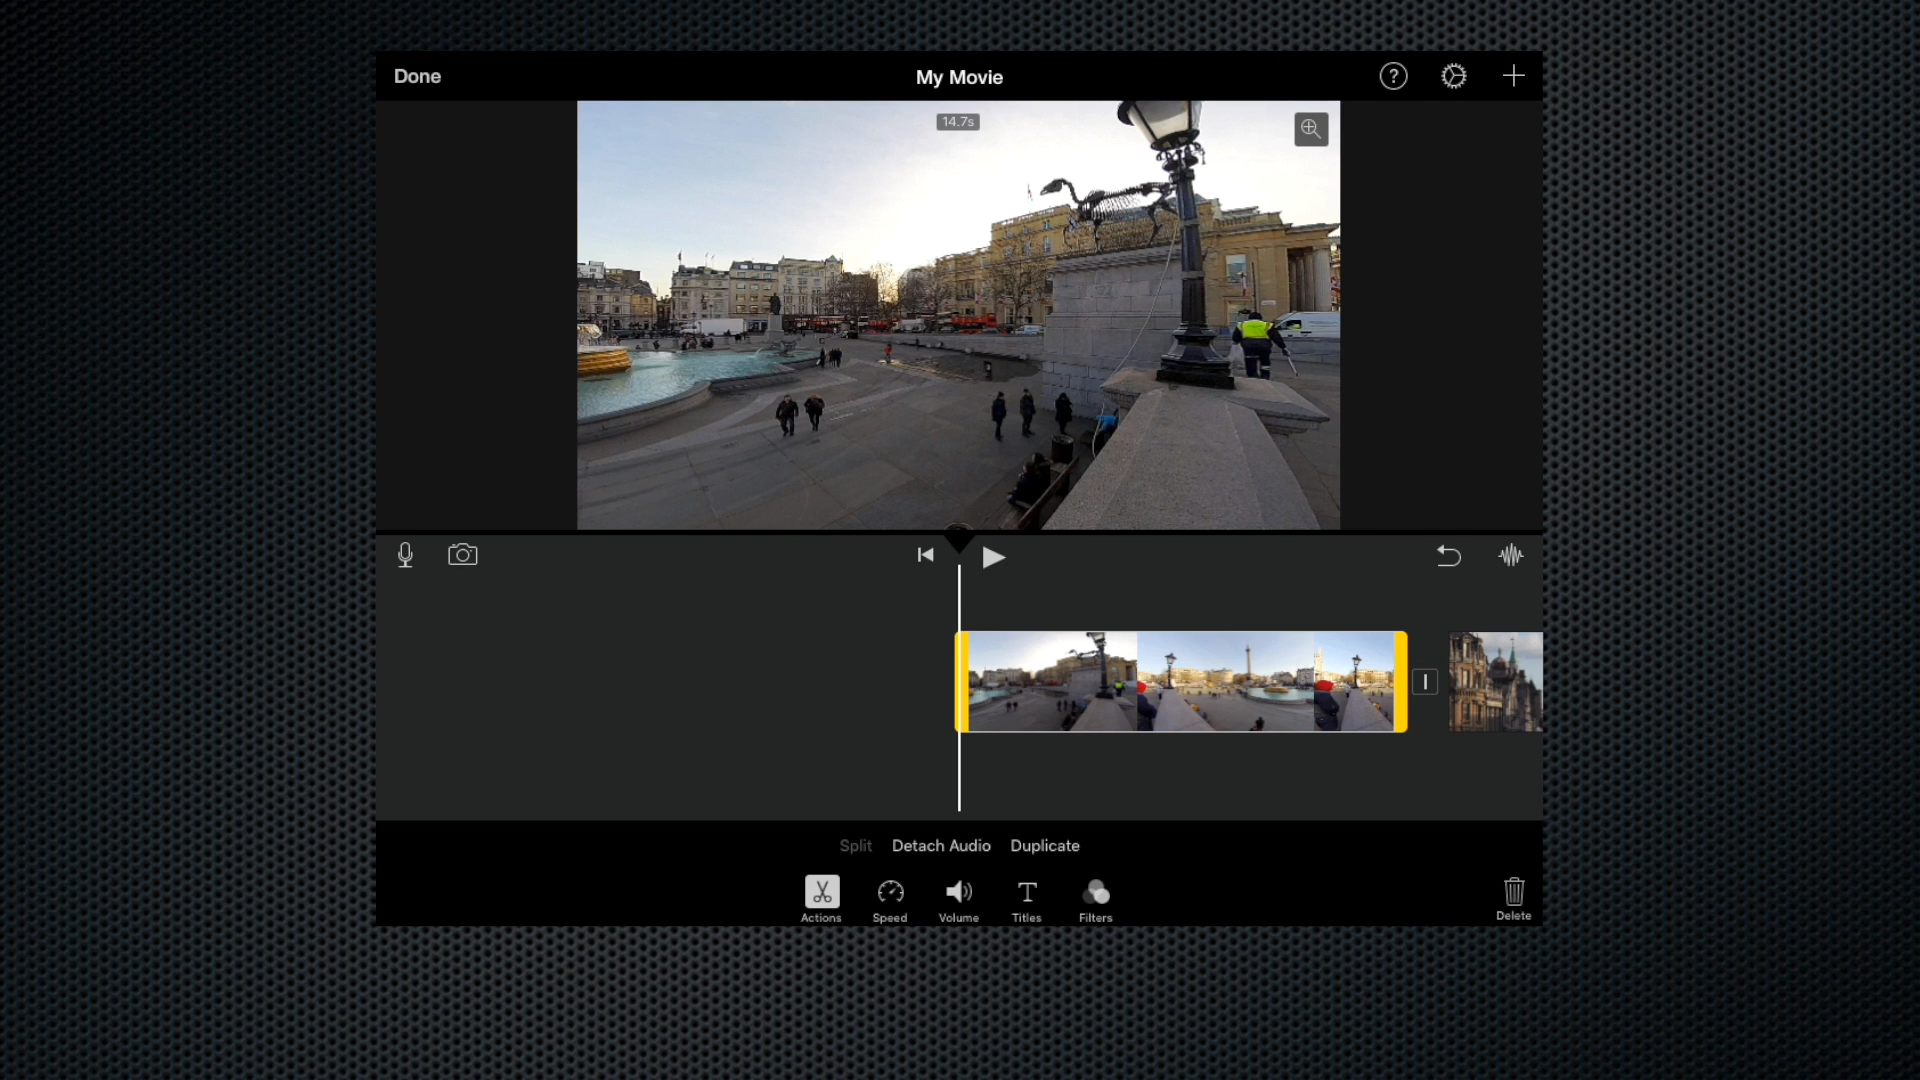 Done
My Movie
?
14.7s
Split Detach Audio Duplicate
Actions Speed Volume T Titles Filters
Delete